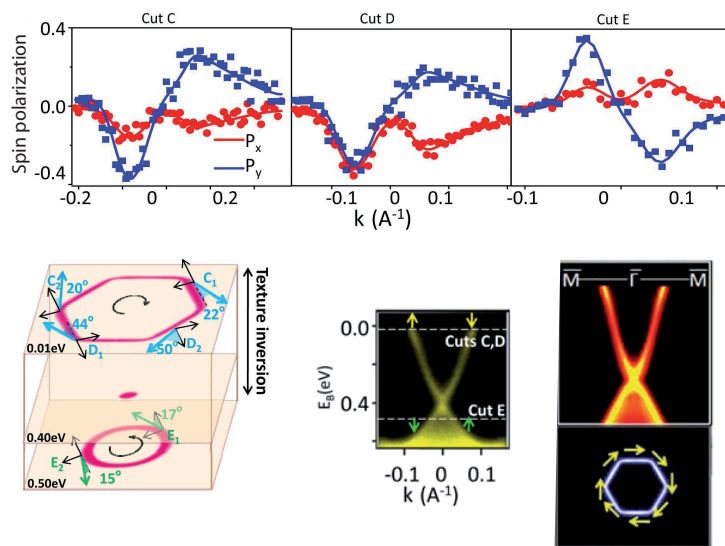 Cut C
Cut D
Cut E
Spin polarization
0.0
-0.4
Px
Py
-0.2
0
0.2
-0.1
0
0.1
-0.1
0
0.1
k (A⁻¹)
C₂
20°
C₁
22°
44°
D₁
50°
D₂
0.01eV
Texture inversion
17°
0.40eV
E₁
E₂
15°
0.50eV
0.0
Cuts C,D
E_B(eV)
0.4
Cut E
-0.1
0
0.1
k (A⁻¹)
M̅ Γ̅ M̅